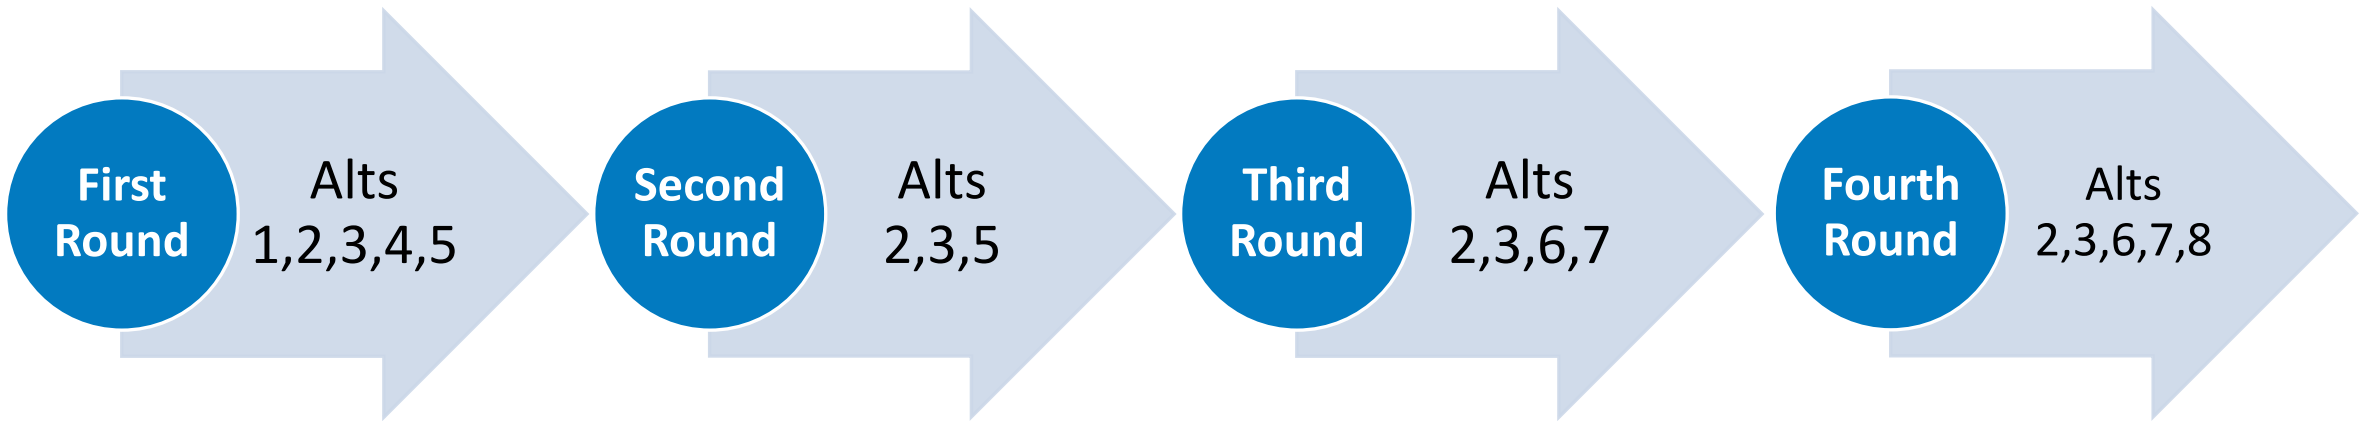 First
Round
Alts
1,2,3,4,5
Second
Round
Alts
2,3,5
Third
Round
Alts
2,3,6,7
Fourth
Round
Alts
2,3,6,7,8